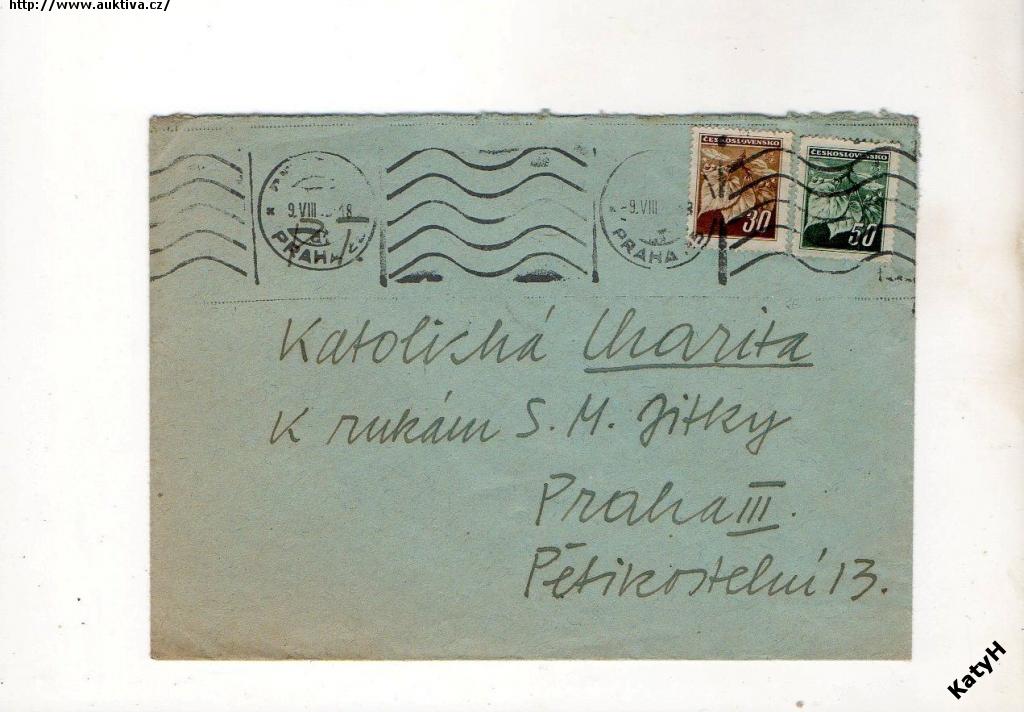 http://www.auktiva.cz/
9.VIII 18
PRAHA
-9.VIII
PRAHA
ČESKOSLOVENSKO
30
ČESKOSLOVENSKO
50
Katolická Charita
K rukám S. M. Jitky
Praha III.
Pětikostelní 13.
KatyH